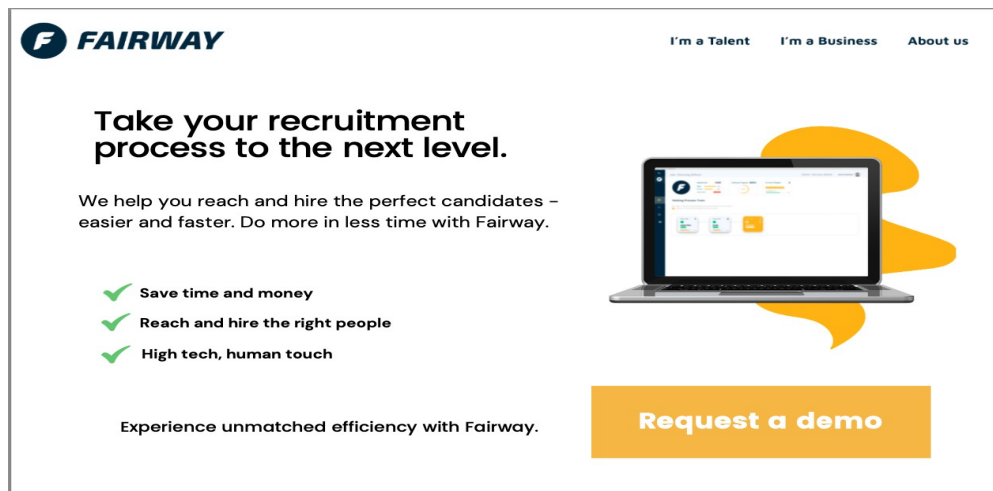 FAIRWAY
I'm a Talent I'm a Business About us
Take your recruitment
process to the next level.
We help you reach and hire the perfect candidates –
easier and faster. Do more in less time with Fairway.
Save time and money
Reach and hire the right people
High tech, human touch
Experience unmatched efficiency with Fairway.
Request a demo